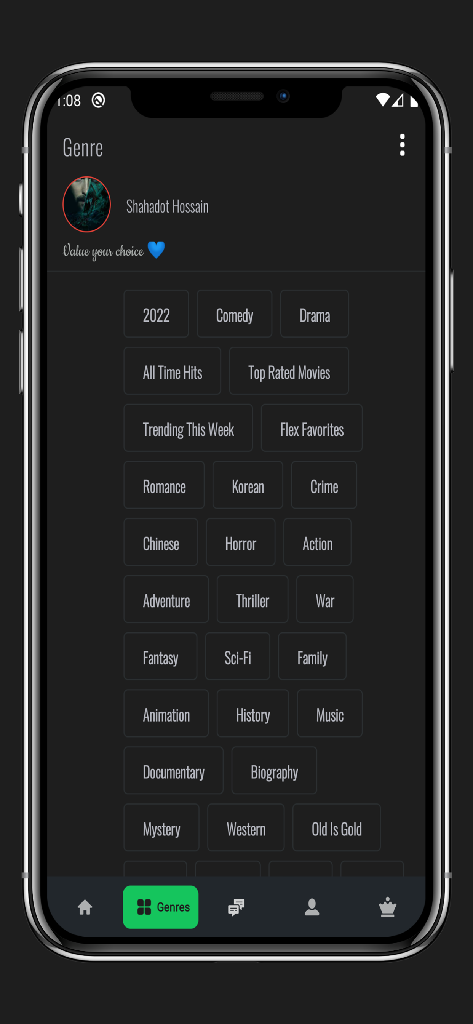 1:08
Genre
Shahadot Hossain
Value your choice 💙
2022 Comedy Drama
All Time Hits Top Rated Movies
Trending This Week Flex Favorites
Romance Korean Crime
Chinese Horror Action
Adventure Thriller War
Fantasy Sci-Fi Family
Animation History Music
Documentary Biography
Mystery Western Old Is Gold
Genres